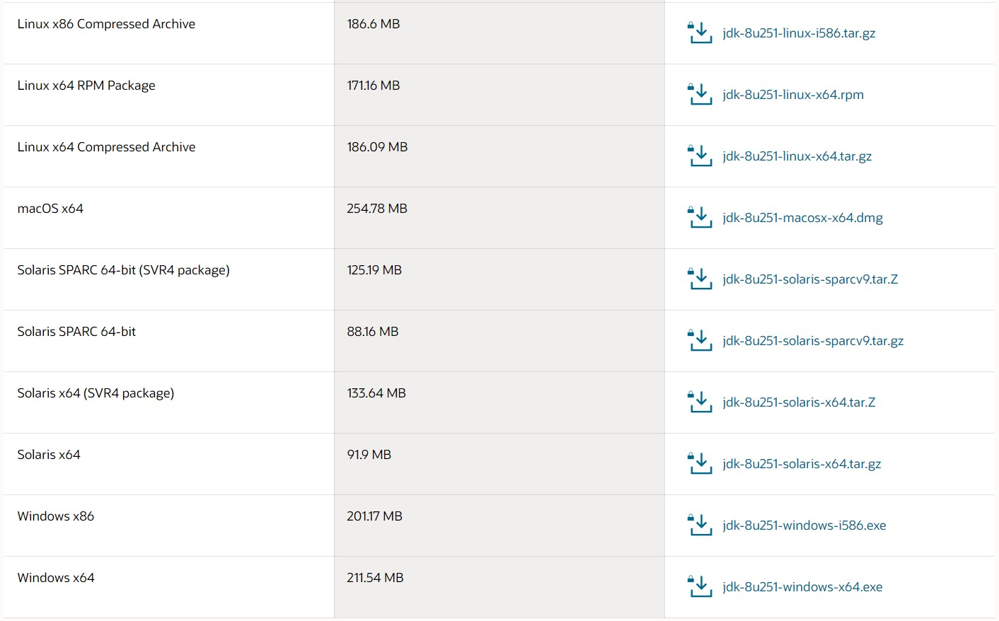 Linux x86 Compressed Archive 186.6 MB jdk-8u251-linux-i586.tar.gz
Linux x64 RPM Package 171.16 MB jdk-8u251-linux-x64.rpm
Linux x64 Compressed Archive 186.09 MB jdk-8u251-linux-x64.tar.gz
macOS x64 254.78 MB jdk-8u251-macosx-x64.dmg
Solaris SPARC 64-bit (SVR4 package) 125.19 MB jdk-8u251-solaris-sparcv9.tar.Z
Solaris SPARC 64-bit 88.16 MB jdk-8u251-solaris-sparcv9.tar.gz
Solaris x64 (SVR4 package) 133.64 MB jdk-8u251-solaris-x64.tar.Z
Solaris x64 91.9 MB jdk-8u251-solaris-x64.tar.gz
Windows x86 201.17 MB jdk-8u251-windows-i586.exe
Windows x64 211.54 MB jdk-8u251-windows-x64.exe